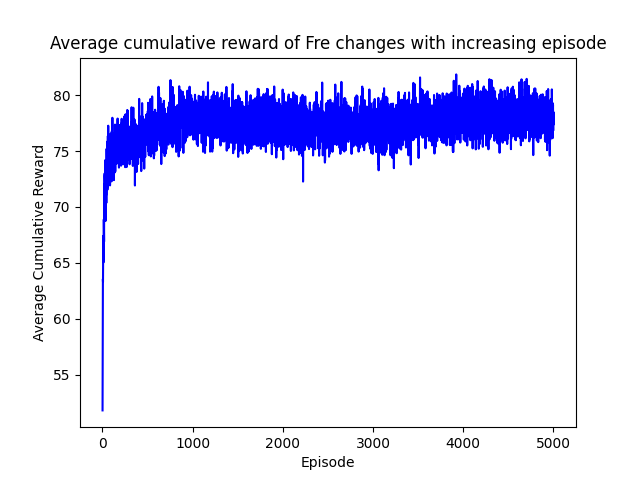 Average cumulative reward of Fre changes with increasing episode
Average Cumulative Reward
80
75
70
65
60
55
0 1000 2000 3000 4000 5000
Episode